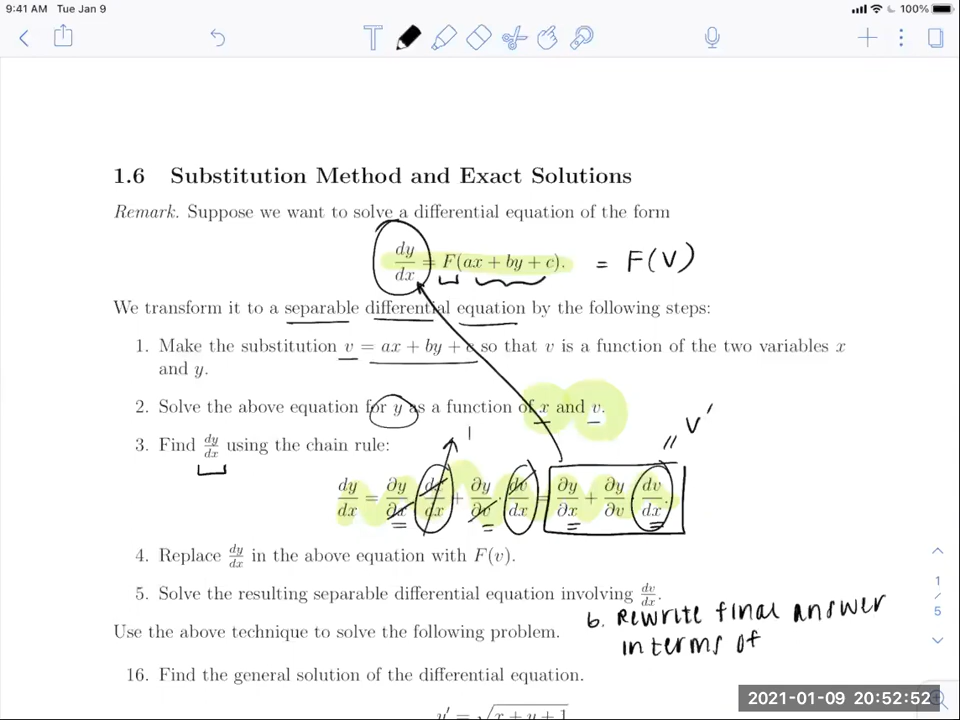 9:41 AM Tue Jan 9
100%
1.6 Substitution Method and Exact Solutions
Remark. Suppose we want to solve a differential equation of the form
dy/dx = F(ax + by + c). = F(V)
We transform it to a separable differential equation by the following steps:
1. Make the substitution v = ax + by + c so that v is a function of the two variables x
and y.
2. Solve the above equation for y as a function of x and v.
3. Find dy/dx using the chain rule:
1
" V'
dy/dx = ∂y/∂x · dx/dx + ∂y/∂v · dv/dx = ∂y/∂x + ∂y/∂v · dv/dx.
4. Replace dy/dx in the above equation with F(v).
5. Solve the resulting separable differential equation involving dv/dx.
6. Rewrite final answer
in terms of
Use the above technique to solve the following problem.
16. Find the general solution of the differential equation.
y' = √x + y + 1
1
/
5
2021-01-09 20:52:52